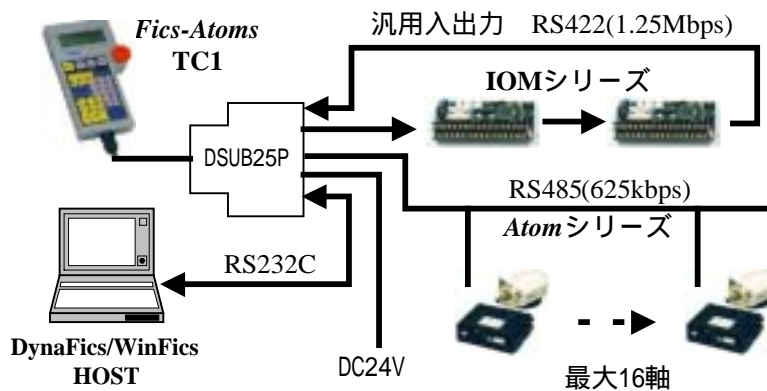 Fics-Atoms
TC1
汎用入出力 RS422(1.25Mbps)
IOMシリーズ
DSUB25P
RS485(625kbps)
Atomシリーズ
RS232C
DynaFics/WinFics
HOST
DC24V
最大16軸